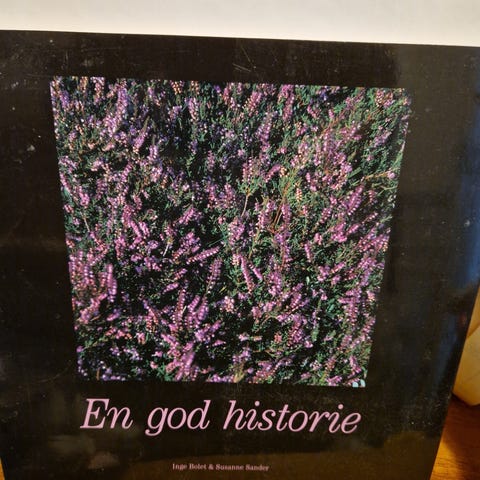 En god historie
Inge Bolet & Susanne Sander